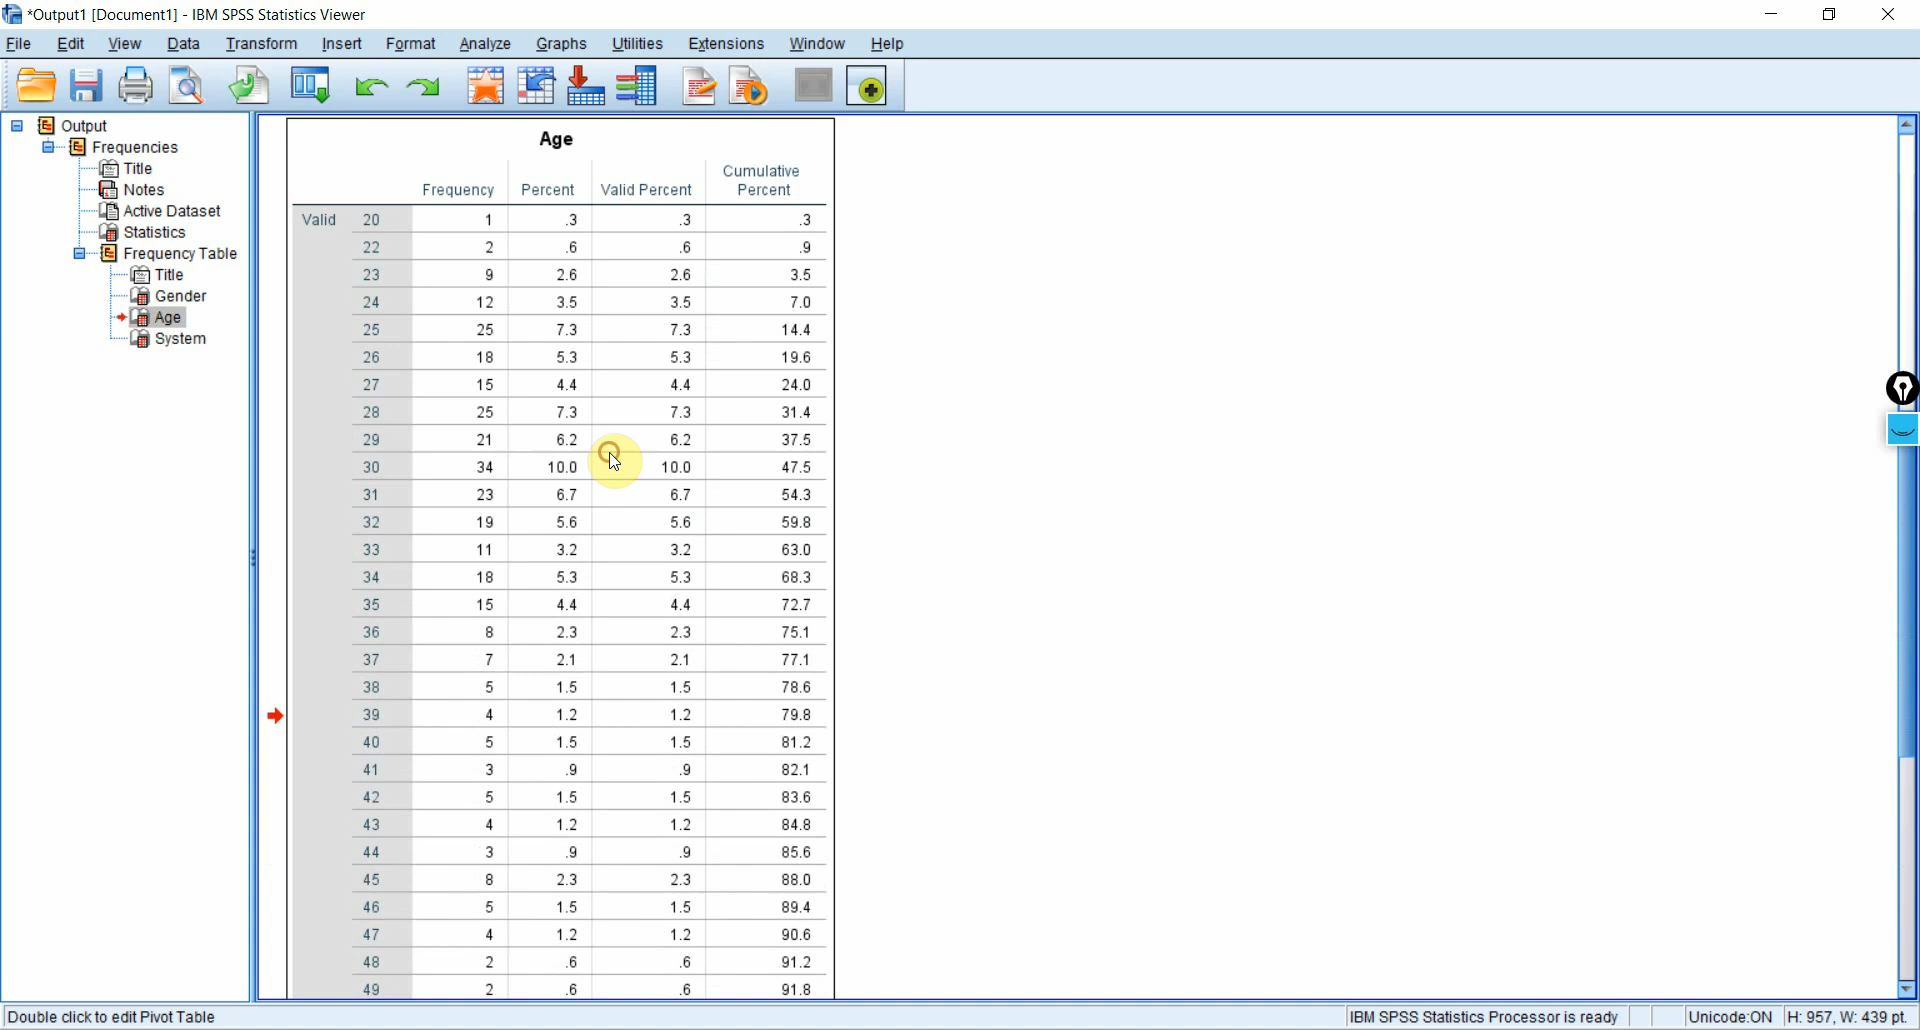 *Output1 [Document1] - IBM SPSS Statistics Viewer
File Edit View Data Transform Insert Format Analyze Graphs Utilities Extensions Window Help
Output
Frequencies
Title
Notes
Active Dataset
Statistics
Frequency Table
Title
Gender
Age
System
Age
Frequency Percent Valid Percent Cumulative Percent
Valid 20 1 .3 .3 .3
22 2 .6 .6 .9
23 9 2.6 2.6 3.5
24 12 3.5 3.5 7.0
25 25 7.3 7.3 14.4
26 18 5.3 5.3 19.6
27 15 4.4 4.4 24.0
28 25 7.3 7.3 31.4
29 21 6.2 6.2 37.5
30 34 10.0 10.0 47.5
31 23 6.7 6.7 54.3
32 19 5.6 5.6 59.8
33 11 3.2 3.2 63.0
34 18 5.3 5.3 68.3
35 15 4.4 4.4 72.7
36 8 2.3 2.3 75.1
37 7 2.1 2.1 77.1
38 5 1.5 1.5 78.6
39 4 1.2 1.2 79.8
40 5 1.5 1.5 81.2
41 3 .9 .9 82.1
42 5 1.5 1.5 83.6
43 4 1.2 1.2 84.8
44 3 .9 .9 85.6
45 8 2.3 2.3 88.0
46 5 1.5 1.5 89.4
47 4 1.2 1.2 90.6
48 2 .6 .6 91.2
49 2 .6 .6 91.8
Double click to edit Pivot Table IBM SPSS Statistics Processor is ready Unicode:ON H: 957, W: 439 pt.